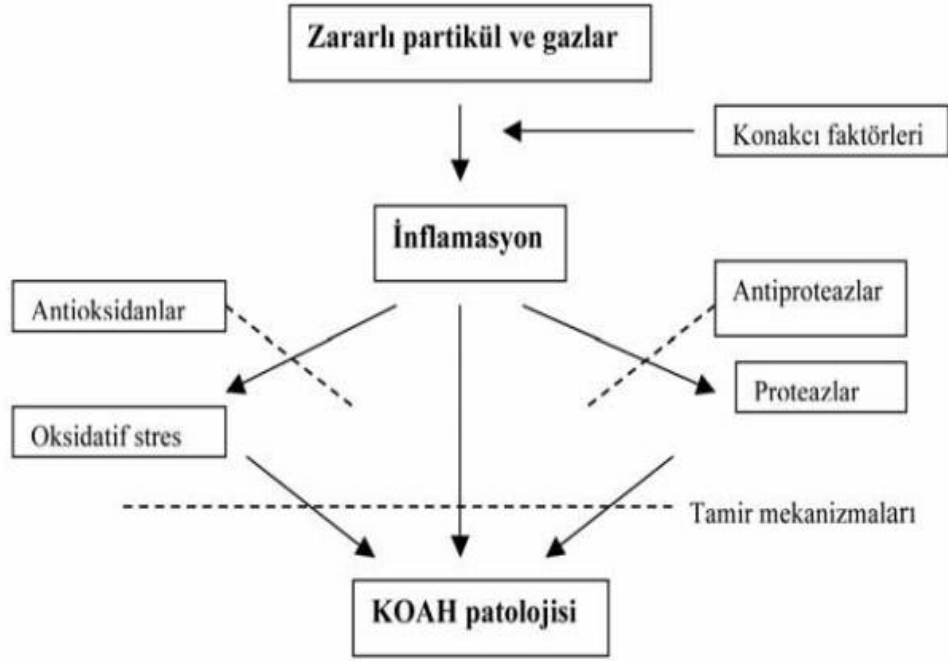 Zararlı partikül ve gazlar
Konakcı faktörleri
İnflamasyon
Antioksidanlar
Antiproteazlar
Proteazlar
Oksidatif stres
Tamir mekanizmaları
KOAH patolojisi